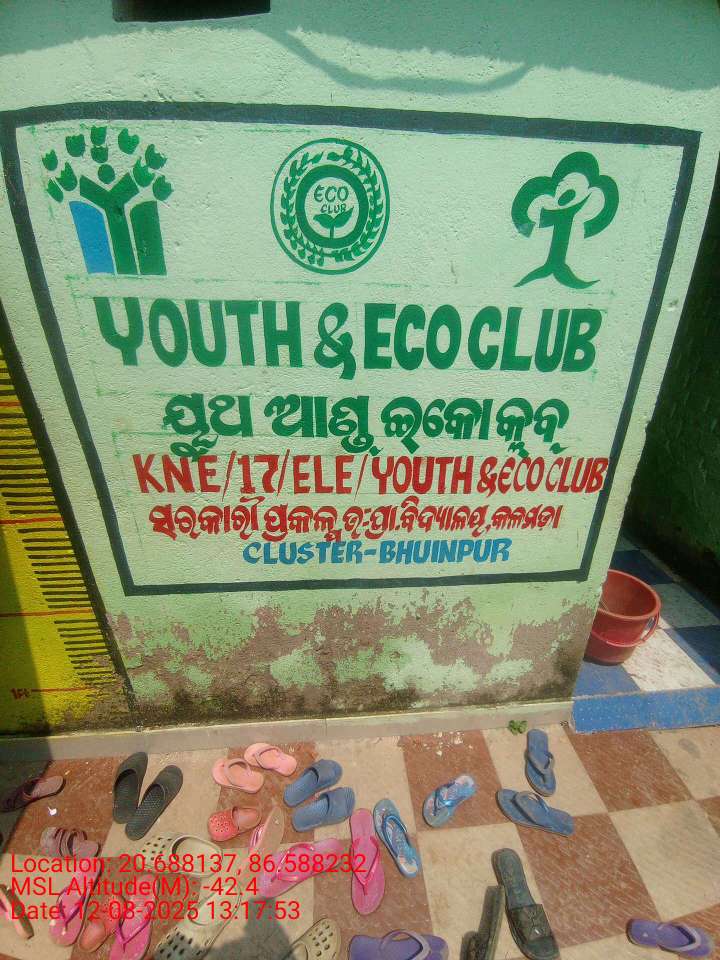 ECO
CLUB
YOUTH & ECO CLUB
ଯୁଥ ଆଣ୍ଡ ଇକୋ କ୍ଲବ୍
KNE/17/ELE/YOUTH & ECO CLUB
ସରକାରୀ ପ୍ରକଳ୍ପ ଉ.ପ୍ରା.ବିଦ୍ୟାଳୟ,କଳମଡ଼ା
CLUSTER-BHUINPUR
1Ft
Location: 20.688137, 86.588232
MSL Altitude(M): -42.4
Date: 12-08-2025 13:17:53